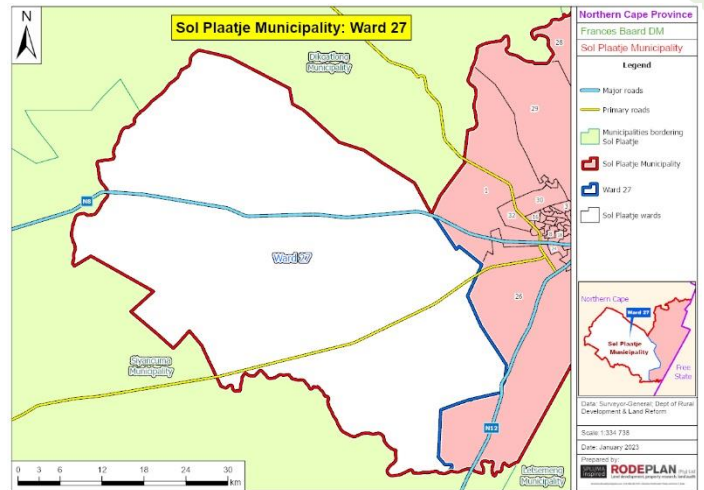 Sol Plaatje Municipality: Ward 27
N
Dikgatlong
Municipality
28
29
1
30
32
N8
Ward 27
26
Siyancuma
Municipality
N12
Letsemeng
Municipality
0 3 6 12 18 24 30
km
Northern Cape Province
Frances Baard DM
Sol Plaatje Municipality
Legend
Major roads
Primary roads
Municipalities bordering
Sol Plaatje
Sol Plaatje Municipality
Ward 27
Sol Plaatje wards
Northern Cape
Ward 27
Sol Plaatje
Municipality
Free
State
Data: Surveyor-General; Dept of Rural
Development & Land Reform
Scale 1:334 738
Date: January 2023
Prepared by:
SPLUMA
inspired
RODEPLAN (Pty) Ltd